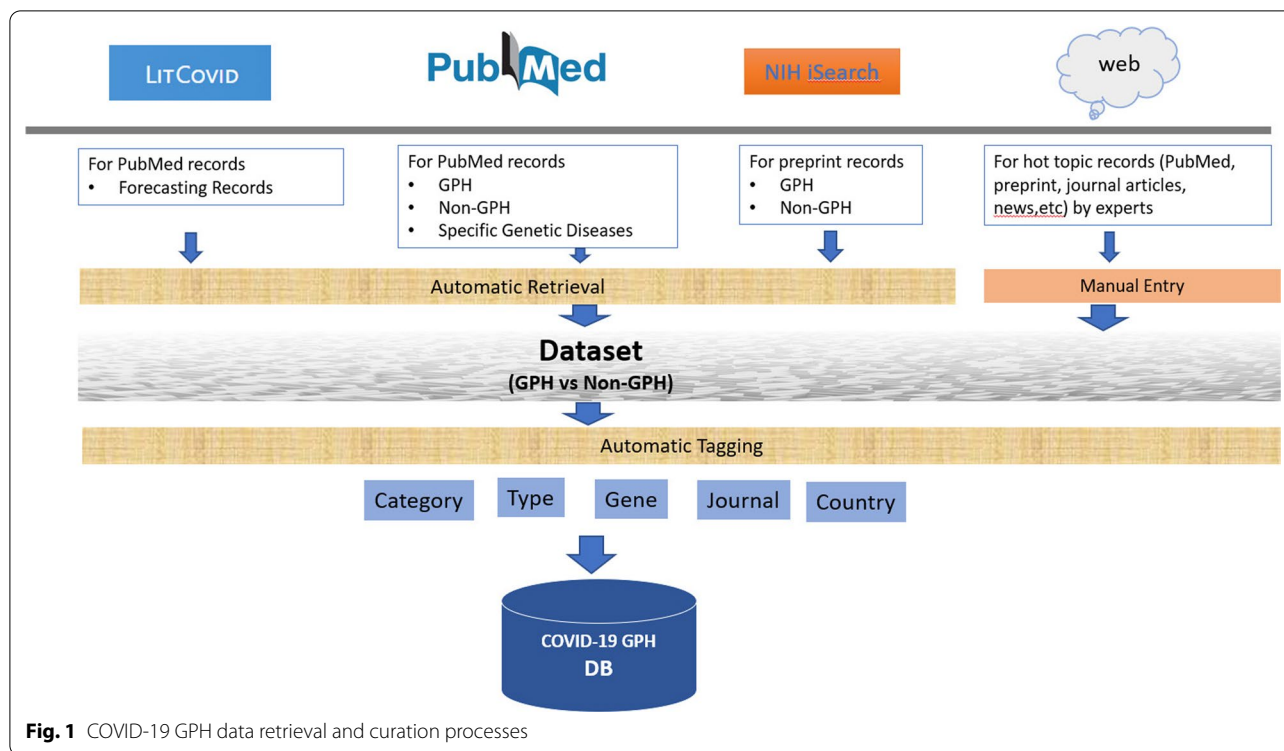 LITCOVID
PubMed
NIH iSearch
web
For PubMed records
• Forecasting Records
For PubMed records
• GPH
• Non-GPH
• Specific Genetic Diseases
For preprint records
• GPH
• Non-GPH
For hot topic records (PubMed,
preprint, journal articles,
news,etc) by experts
Automatic Retrieval
Manual Entry
Dataset
(GPH vs Non-GPH)
Automatic Tagging
Category
Type
Gene
Journal
Country
COVID-19 GPH
DB
Fig. 1 COVID-19 GPH data retrieval and curation processes